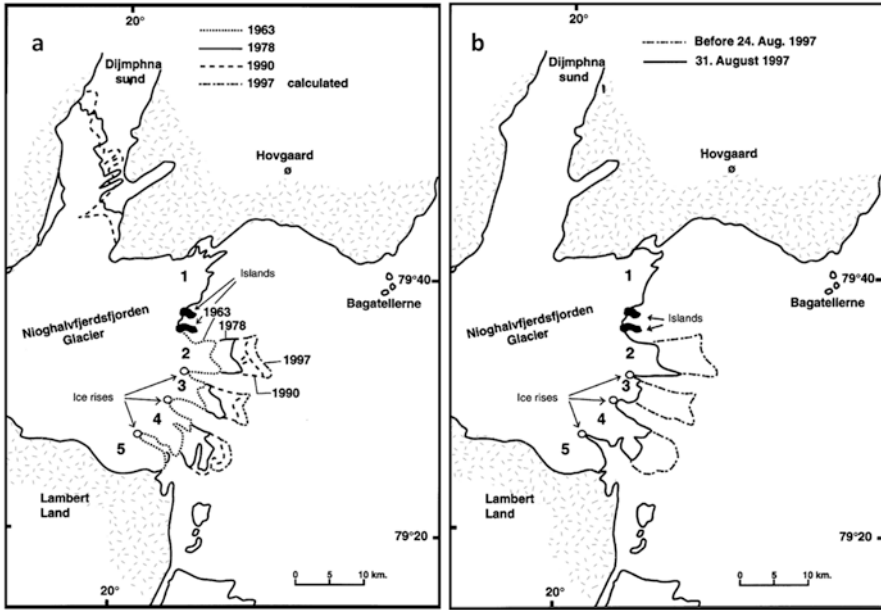 a
20°
1963
1978
1990
1997 calculated
Dijmphna
sund
Hovgaard
ø
79°40
Bagatellerne
1
Islands
Nioghalvfjerdsfjorden
Glacier
1963
1978
2
1997
3
1990
Ice rises
4
5
Lambert
Land
79°20
0 5 10 km.
20°
b
20°
Before 24. Aug. 1997
31. August 1997
Dijmphna
sund
Hovgaard
ø
79°40
Bagatellerne
1
Islands
Nioghalvfjerdsfjorden
Glacier
2
3
Ice rises
4
5
Lambert
Land
79°20
0 5 10 km.
20°